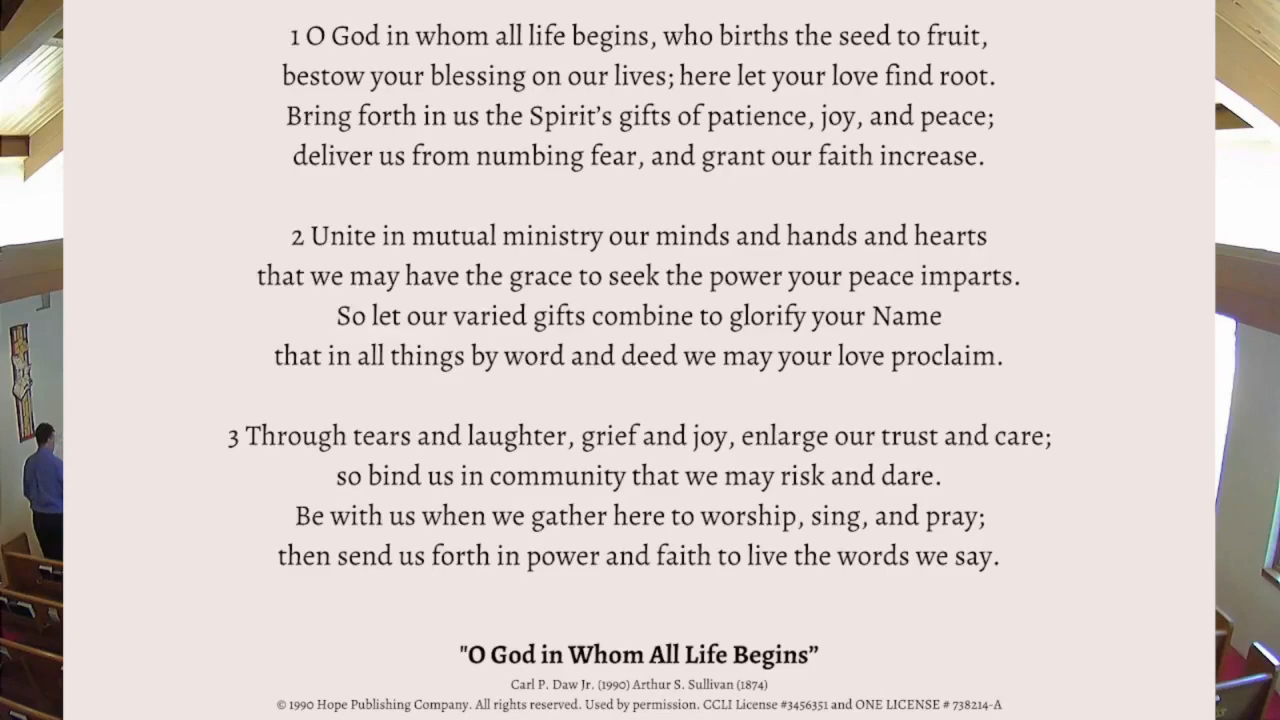 1 O God in whom all life begins, who births the seed to fruit,
bestow your blessing on our lives; here let your love find root.
Bring forth in us the Spirit’s gifts of patience, joy, and peace;
deliver us from numbing fear, and grant our faith increase.
2 Unite in mutual ministry our minds and hands and hearts
that we may have the grace to seek the power your peace imparts.
So let our varied gifts combine to glorify your Name
that in all things by word and deed we may your love proclaim.
3 Through tears and laughter, grief and joy, enlarge our trust and care;
so bind us in community that we may risk and dare.
Be with us when we gather here to worship, sing, and pray;
then send us forth in power and faith to live the words we say.
"O God in Whom All Life Begins”
Carl P. Daw Jr. (1990) Arthur S. Sullivan (1874)
© 1990 Hope Publishing Company. All rights reserved. Used by permission. CCLI License #3456351 and ONE LICENSE # 738214-A